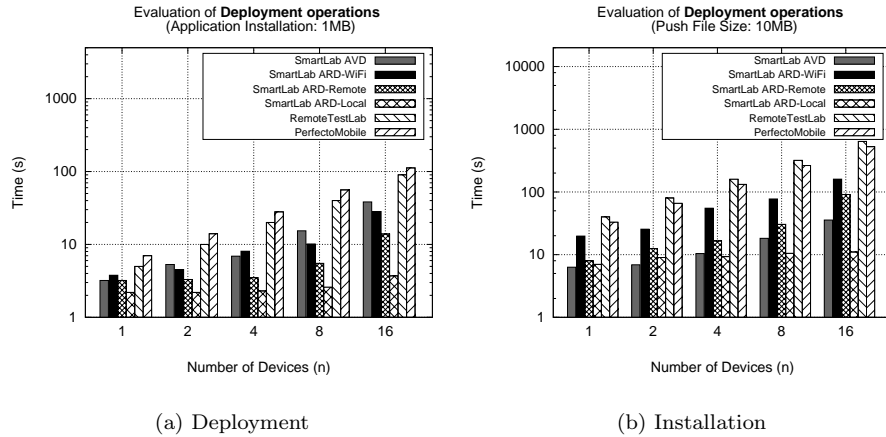 Evaluation of Deployment operations
(Application Installation: 1MB)
SmartLab AVD
SmartLab ARD-WiFi
SmartLab ARD-Remote
SmartLab ARD-Local
RemoteTestLab
PerfectoMobile
Time (s)
1000
100
10
1
1 2 4 8 16
Number of Devices (n)
(a) Deployment
Evaluation of Deployment operations
(Push File Size: 10MB)
SmartLab AVD
SmartLab ARD-WiFi
SmartLab ARD-Remote
SmartLab ARD-Local
RemoteTestLab
PerfectoMobile
Time (s)
10000
1000
100
10
1
1 2 4 8 16
Number of Devices (n)
(b) Installation